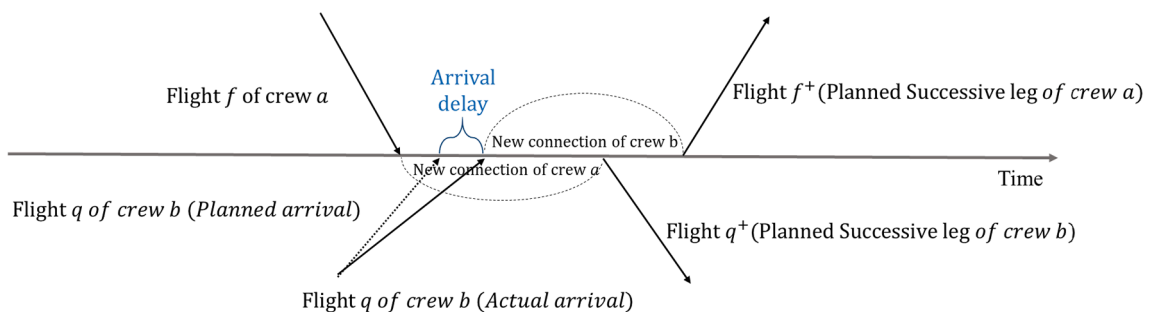 Arrival
delay
Flight f of crew a
Flight f⁺(Planned Successive leg of crew a)
New connection of crew b
New connection of crew a
Time
Flight q of crew b (Planned arrival)
Flight q⁺(Planned Successive leg of crew b)
Flight q of crew b (Actual arrival)